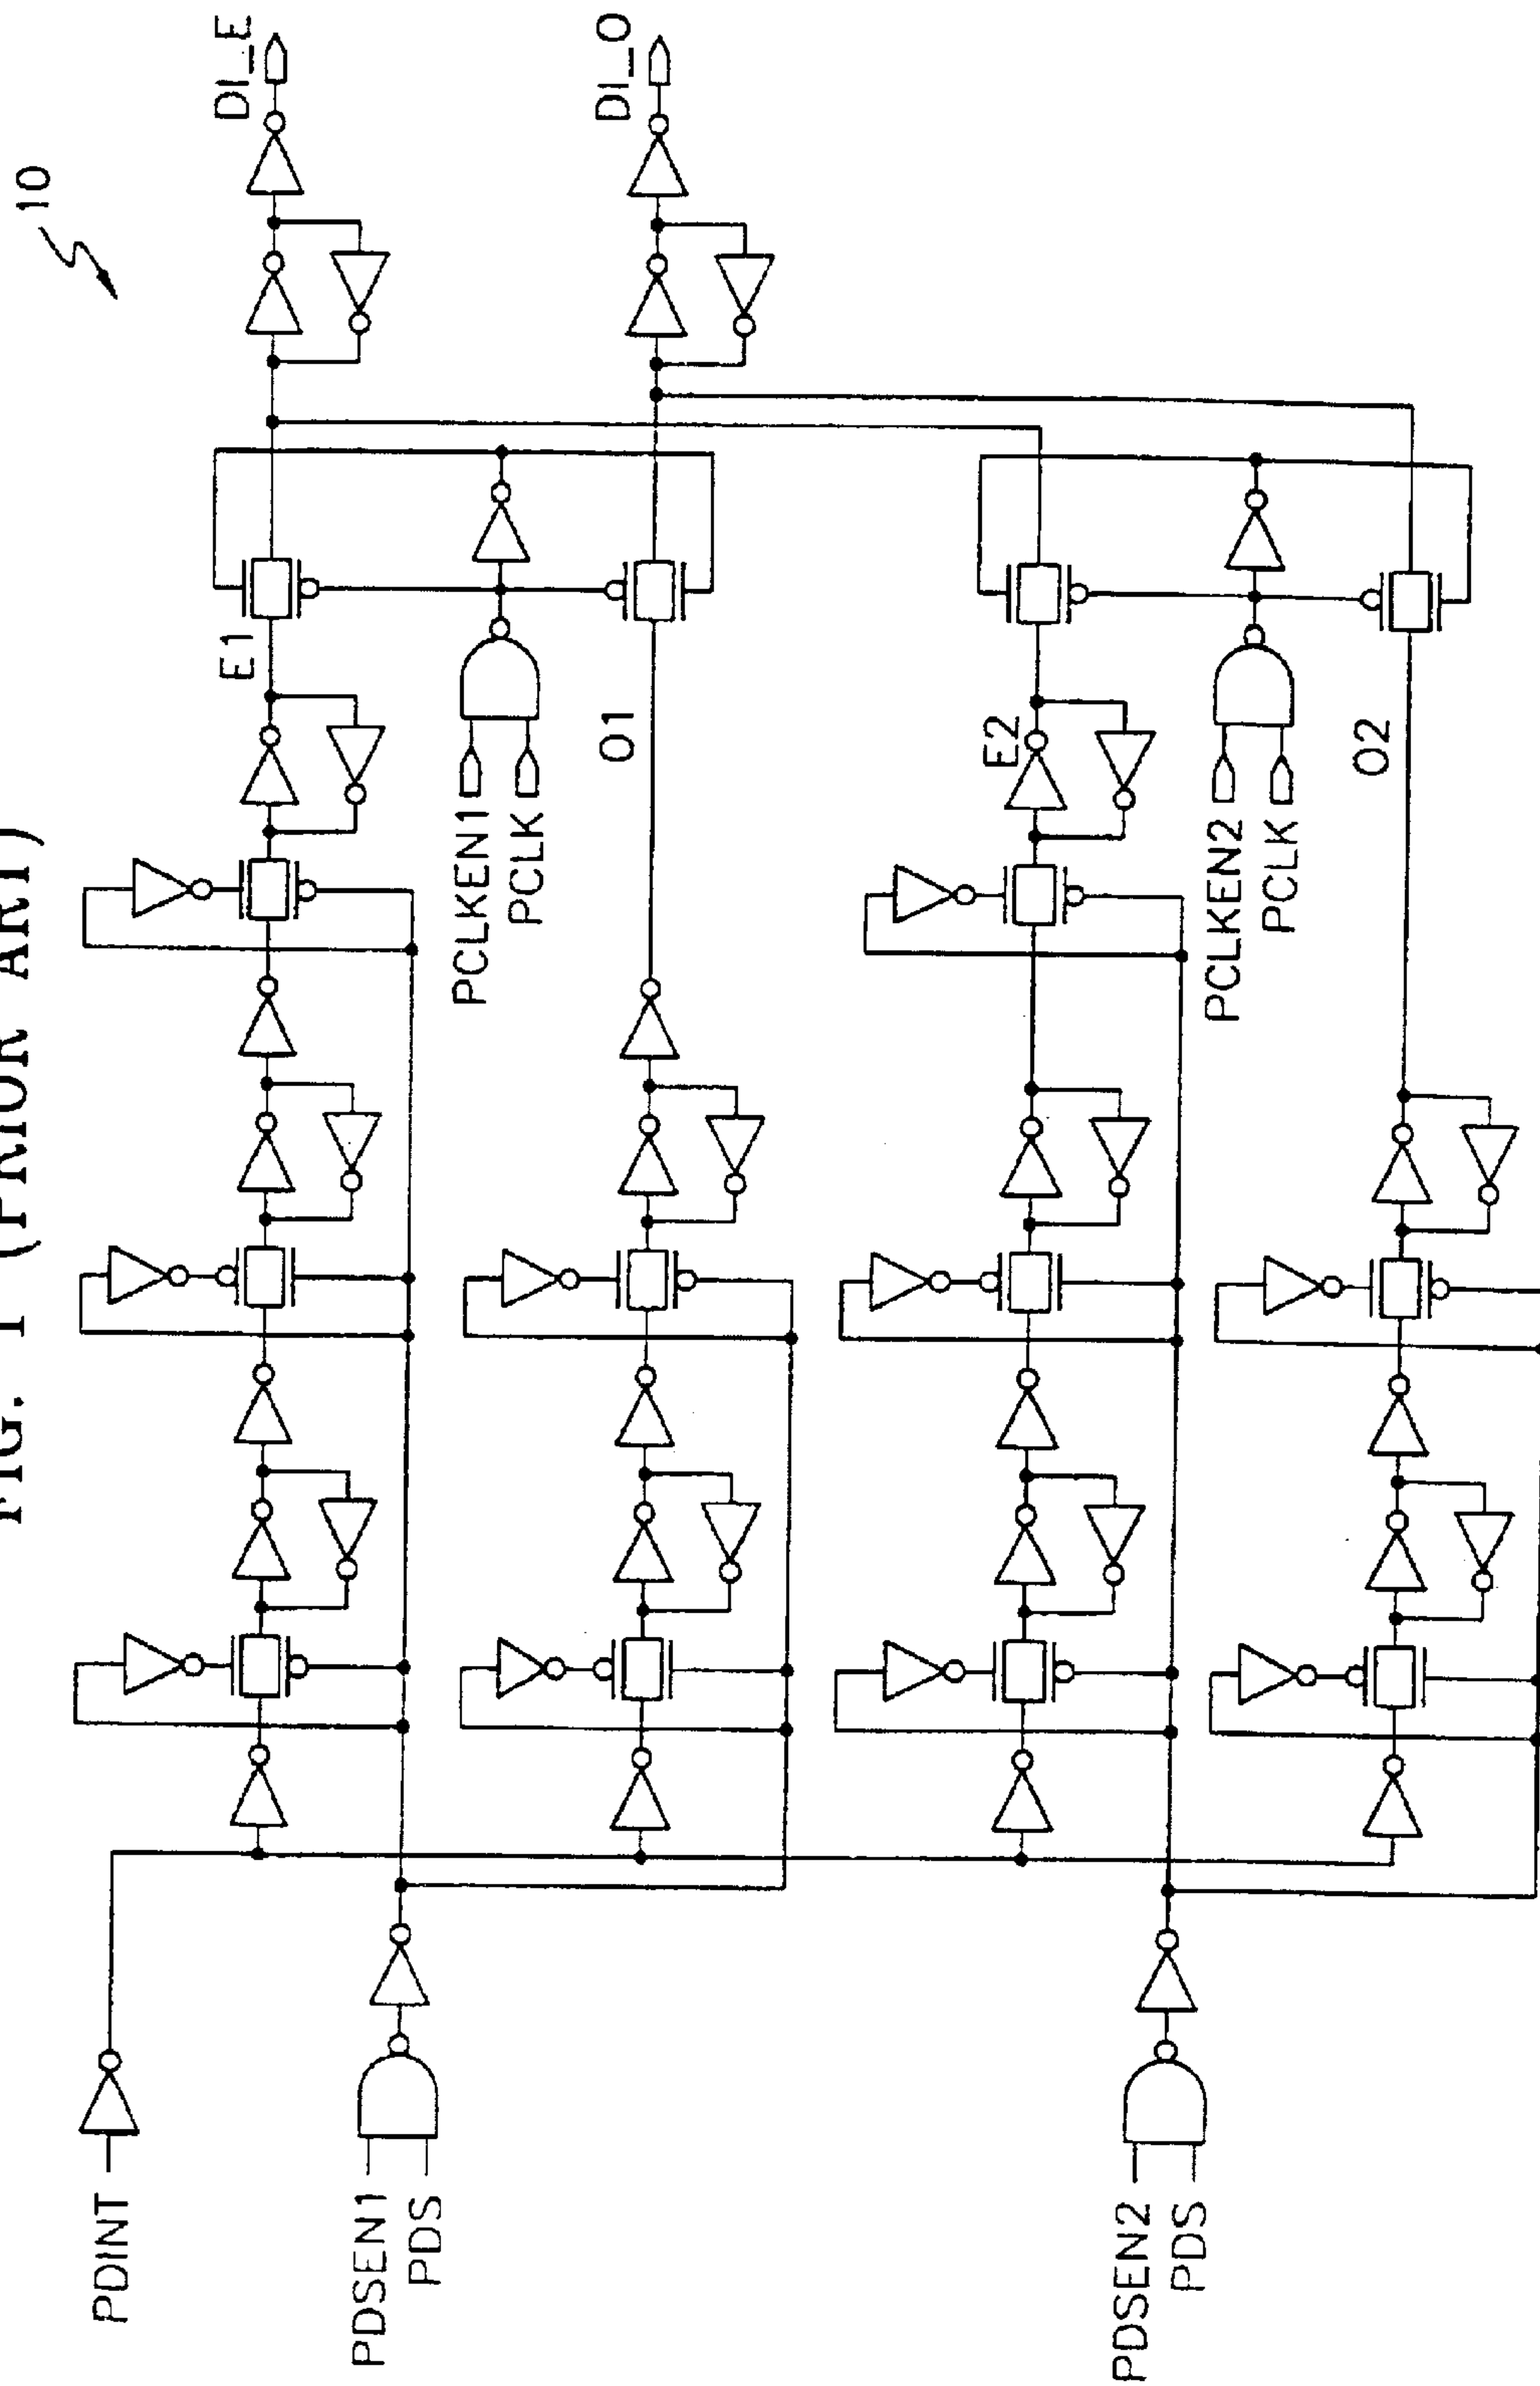 FIG. 1 (PRIOR ART)
10
PDINT
PDSEN1
PDS
E1
DI_E
PCLKEN1
PCLK
O1
DI_O
PDSEN2
PDS
E2
PCLKEN2
PCLK
O2